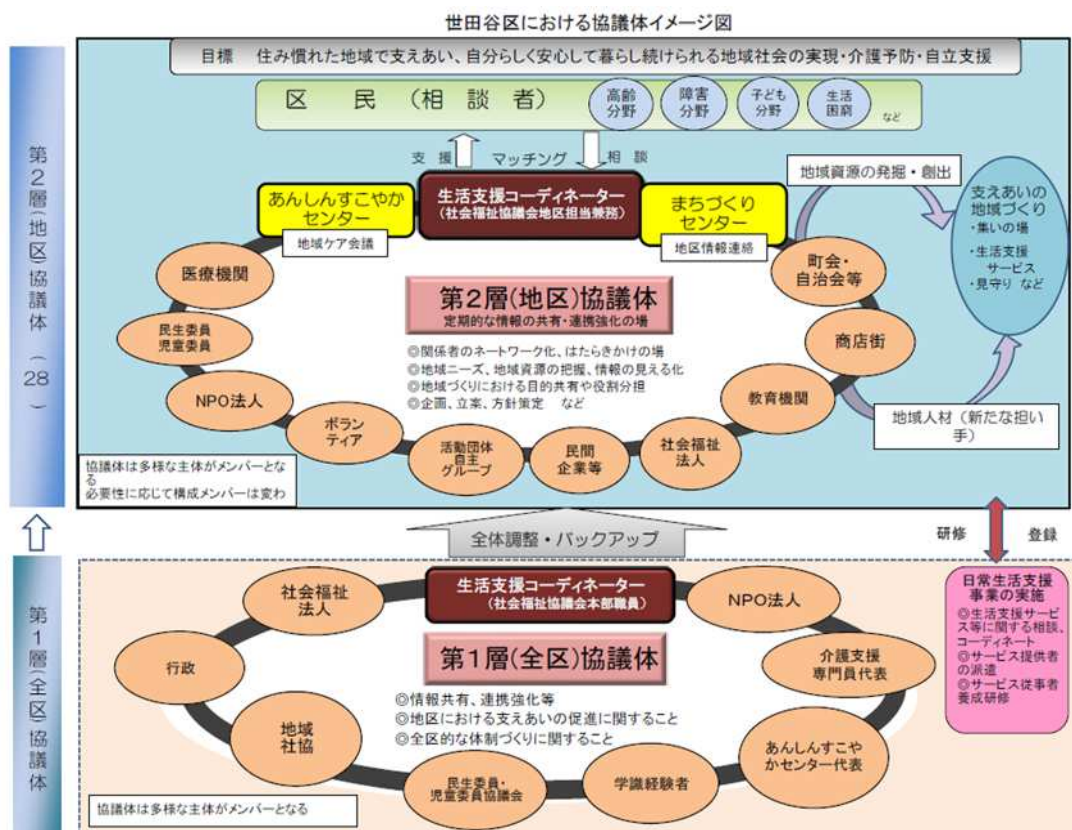 世田谷区における協議体イメージ図
目標 住み慣れた地域で支えあい、自分らしく安心して暮らし続けられる地域社会の実現・介護予防・自立支援
区民(相談者)
高齢
分野
障害
分野
子ども
分野
生活
困窮
など
支援
マッチング
相談
第2層(地区)協議体(28)
あんしんすこやか
センター
地域ケア会議
生活支援コーディネーター
(社会福祉協議会地区担当兼務)
まちづくり
センター
地区情報連絡
地域資源の発掘・創出
支えあいの
地域づくり
・集いの場
・生活支援
サービス
・見守り など
医療機関
民生委員
児童委員
NPO法人
ボラン
ティア
活動団体
自主
グループ
民間
企業等
社会福祉
法人
教育機関
商店街
町会・
自治会等
第2層(地区)協議体
定期的な情報の共有・連携強化の場
◎関係者のネットワーク化、はたらきかけの場
◎地域ニーズ、地域資源の把握、情報の見える化
◎地域づくりにおける目的共有や役割分担
◎企画、立案、方針策定 など
地域人材(新たな担い
手)
協議体は多様な主体がメンバーとな
る
必要性に応じて構成メンバーは変わ
全体調整・バックアップ
研修
登録
第1層(全区)協議体
生活支援コーディネーター
(社会福祉協議会本部職員)
社会福祉
法人
行政
地域
社協
民生委員・
児童委員協議会
学識経験者
あんしんすこや
かセンター代表
介護支援
専門員代表
NPO法人
第1層(全区)協議体
◎情報共有、連携強化等
◎地区における支えあいの促進に関すること
◎全区的な体制づくりに関すること
協議体は多様な主体がメンバーとなる
日常生活支援
事業の実施
◎生活支援サービ
ス等に関する相談、
コーディネート
◎サービス提供者
の派遣
◎サービス従事者
養成研修